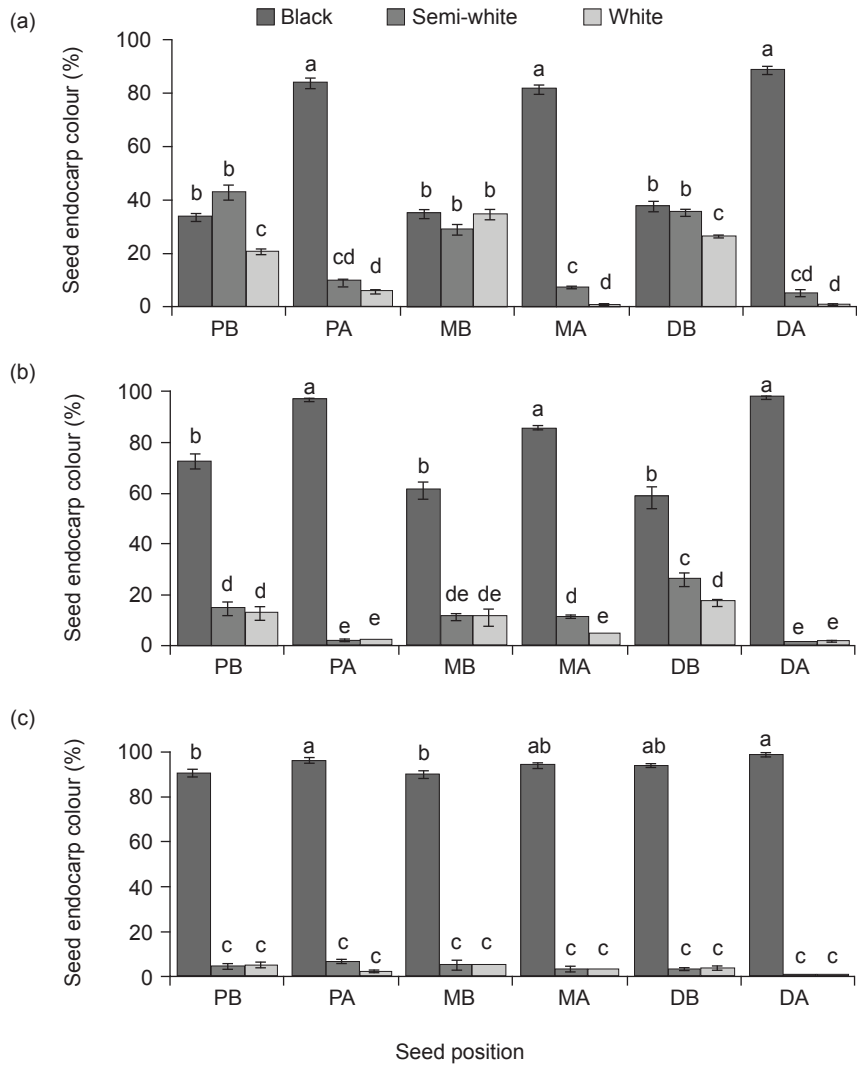 (a)
Black Semi-white White
Seed endocarp colour (%)
100
80
60
40
20
0
b b c a cd d b b b a c d b b c a cd d
PB PA MB MA DB DA
(b)
Seed endocarp colour (%)
100
80
60
40
20
0
b d d a e e b de de a d e b c d a e e
PB PA MB MA DB DA
(c)
Seed endocarp colour (%)
100
80
60
40
20
0
b c c a c c b c c ab c c ab c c a c c
PB PA MB MA DB DA
Seed position